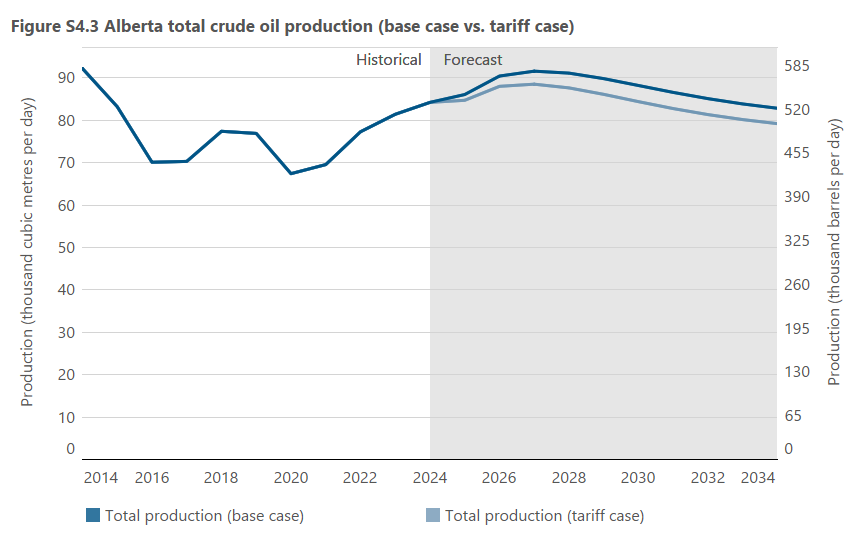 Figure S4.3 Alberta total crude oil production (base case vs. tariff case)
Historical
Forecast
Production (thousand cubic metres per day)
90
80
70
60
50
40
30
20
10
0
585
520
455
390
325
260
195
130
65
0
Production (thousand barrels per day)
2014 2016 2018 2020 2022 2024 2026 2028 2030 2032 2034
Total production (base case) Total production (tariff case)